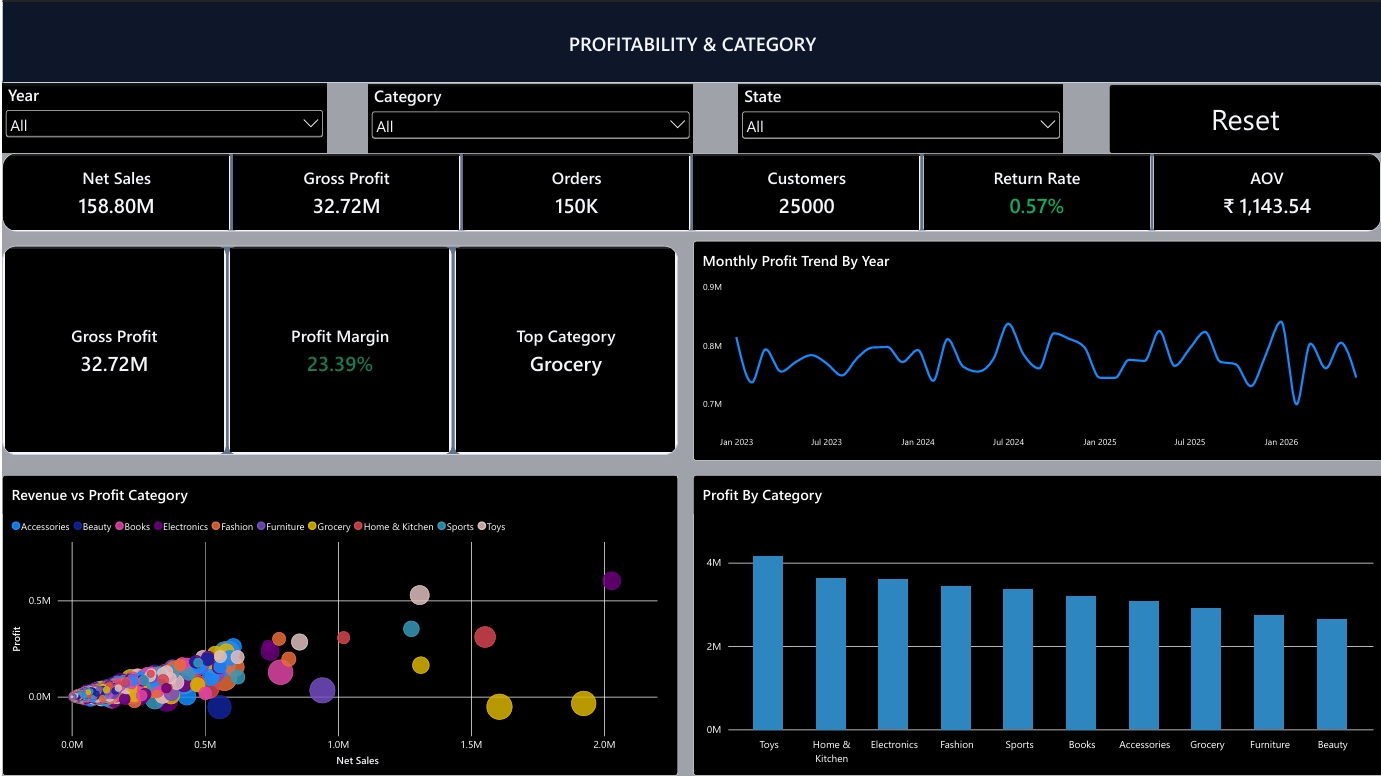 PROFITABILITY & CATEGORY
Year
All
Category
All
State
All
Reset
Net Sales
158.80M
Gross Profit
32.72M
Orders
150K
Customers
25000
Return Rate
0.57%
AOV
₹ 1,143.54
Gross Profit
32.72M
Profit Margin
23.39%
Top Category
Grocery
Monthly Profit Trend By Year
0.9M
0.8M
0.7M
Jan 2023 Jul 2023 Jan 2024 Jul 2024 Jan 2025 Jul 2025 Jan 2026
Revenue vs Profit Category
Accessories Beauty Books Electronics Fashion Furniture Grocery Home & Kitchen Sports Toys
Profit
0.5M
0.0M
0.0M 0.5M 1.0M 1.5M 2.0M
Net Sales
Profit By Category
4M
2M
0M
Toys Home & Electronics Fashion Sports Books Accessories Grocery Furniture Beauty
Kitchen